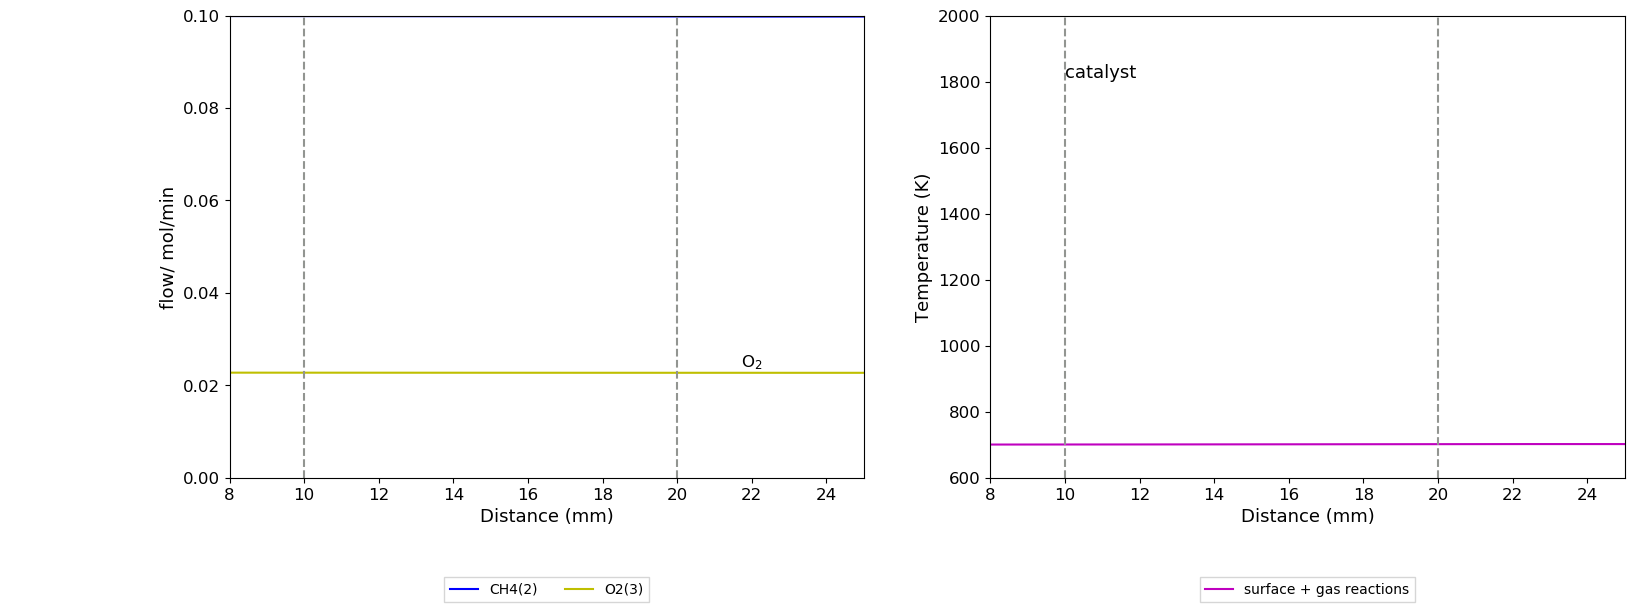 0.10
0.08
0.06
0.04
0.02
0.00
flow/ mol/min
O₂
8 10 12 14 16 18 20 22 24
Distance (mm)
CH4(2) O2(3)
2000
1800
1600
1400
1200
1000
800
600
Temperature (K)
catalyst
8 10 12 14 16 18 20 22 24
Distance (mm)
surface + gas reactions